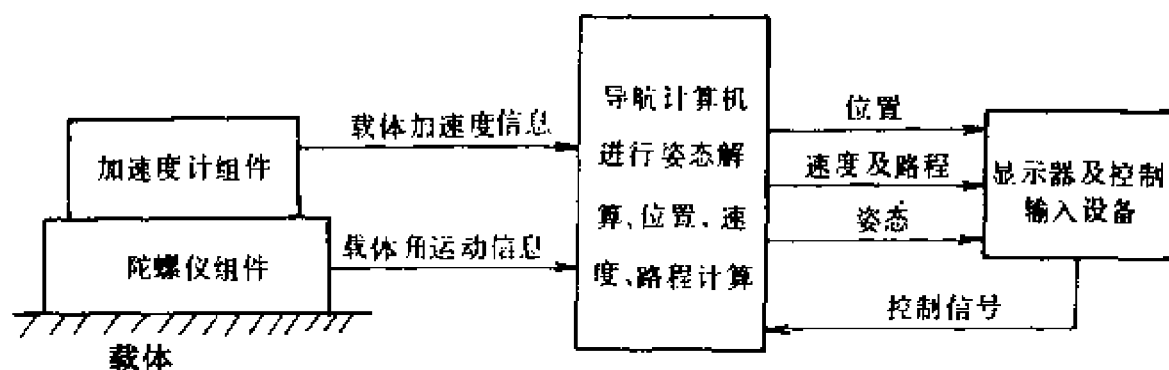 加速度计组件
陀螺仪组件
载体
载体加速度信息
载体角运动信息
导航计算机
进行姿态解
算、位置、速
度、路程计算
位置
速度及路程
姿态
控制信号
显示器及控制
输入设备